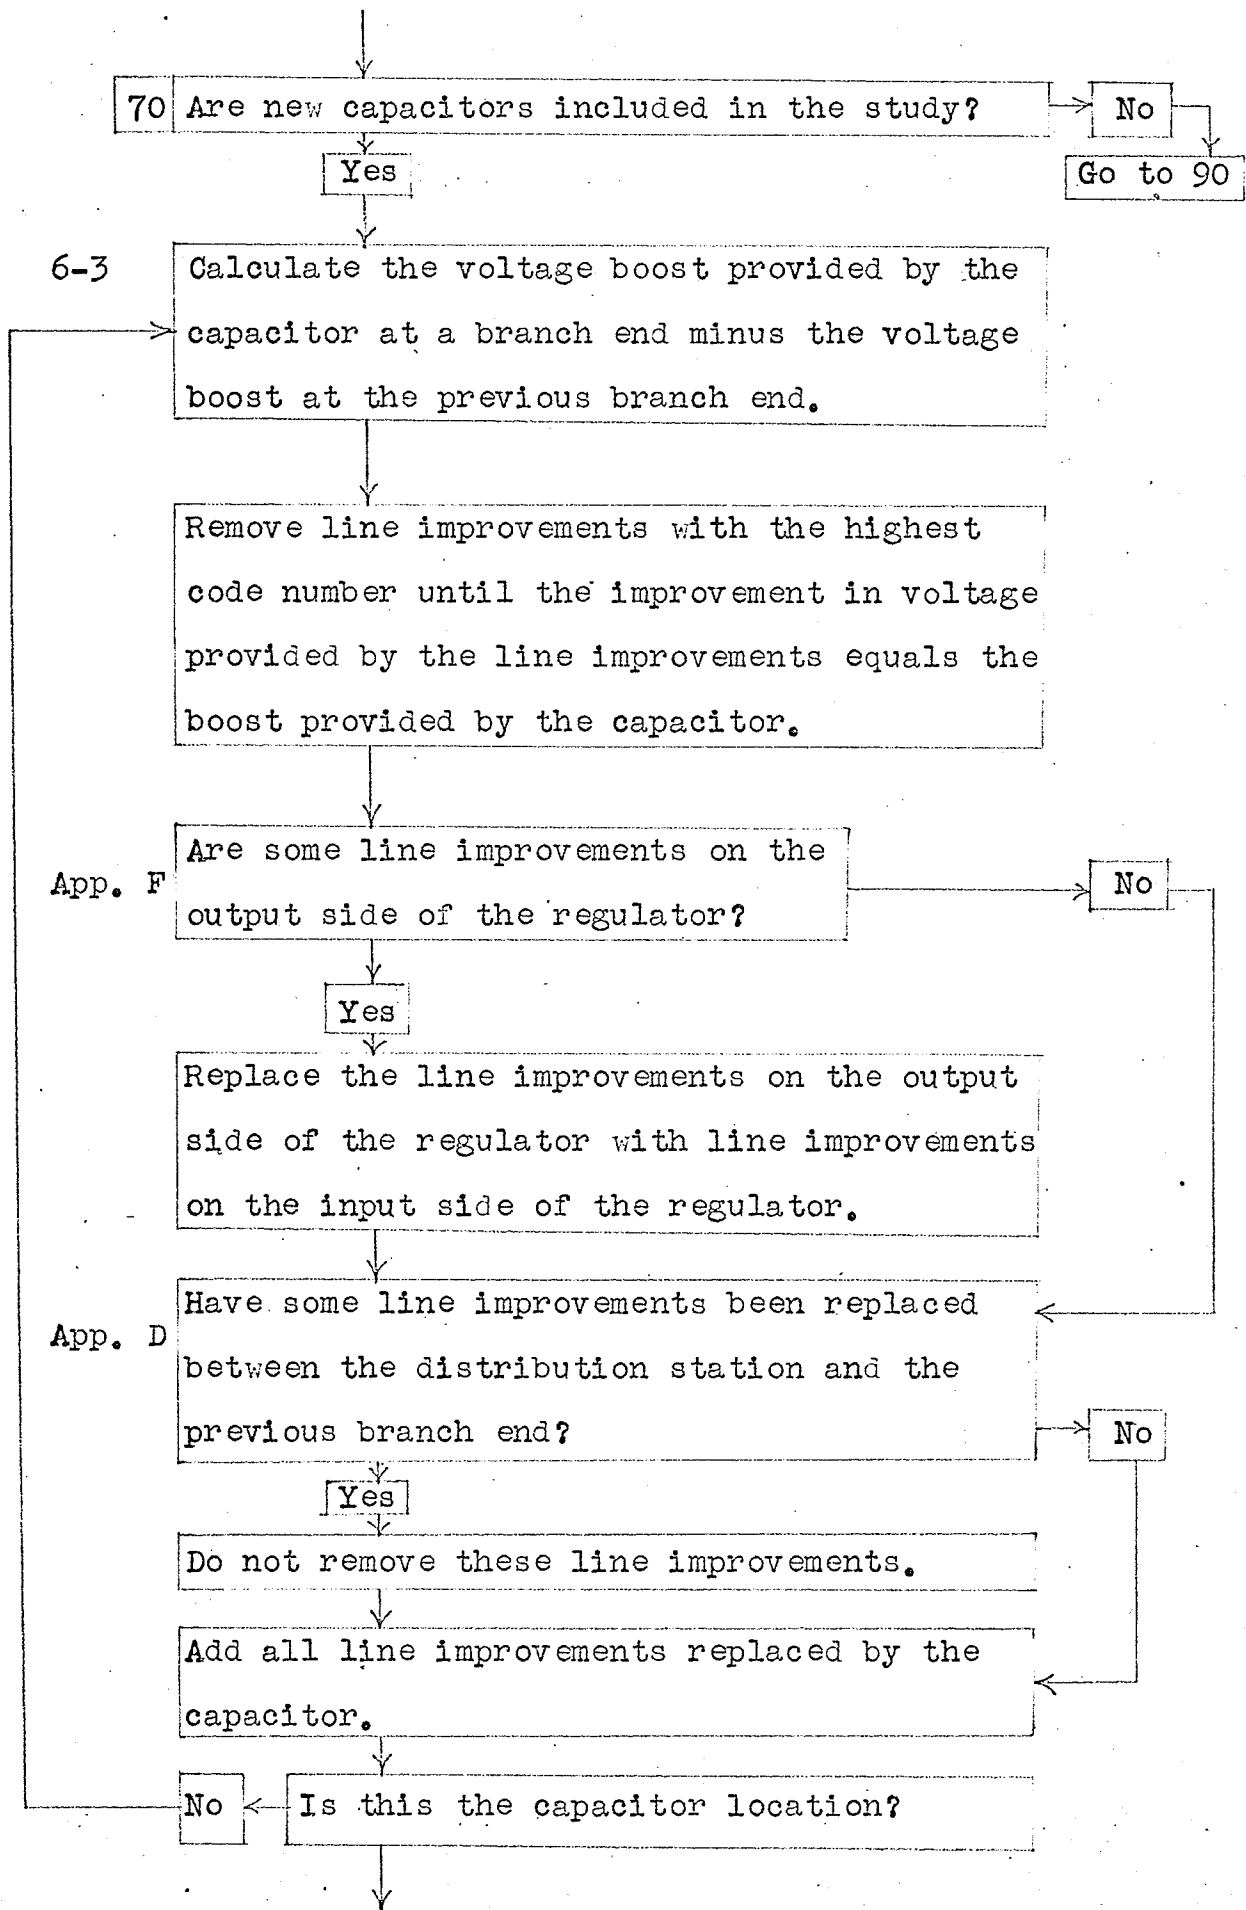 70 Are new capacitors included in the study? No
Yes
Go to 90
6-3
Calculate the voltage boost provided by the
capacitor at a branch end minus the voltage
boost at the previous branch end.
Remove line improvements with the highest
code number until the improvement in voltage
provided by the line improvements equals the
boost provided by the capacitor.
App. F
Are some line improvements on the
output side of the regulator?
No
Yes
Replace the line improvements on the output
side of the regulator with line improvements
on the input side of the regulator.
App. D
Have some line improvements been replaced
between the distribution station and the
previous branch end?
No
Yes
Do not remove these line improvements.
Add all line improvements replaced by the
capacitor.
No Is this the capacitor location?